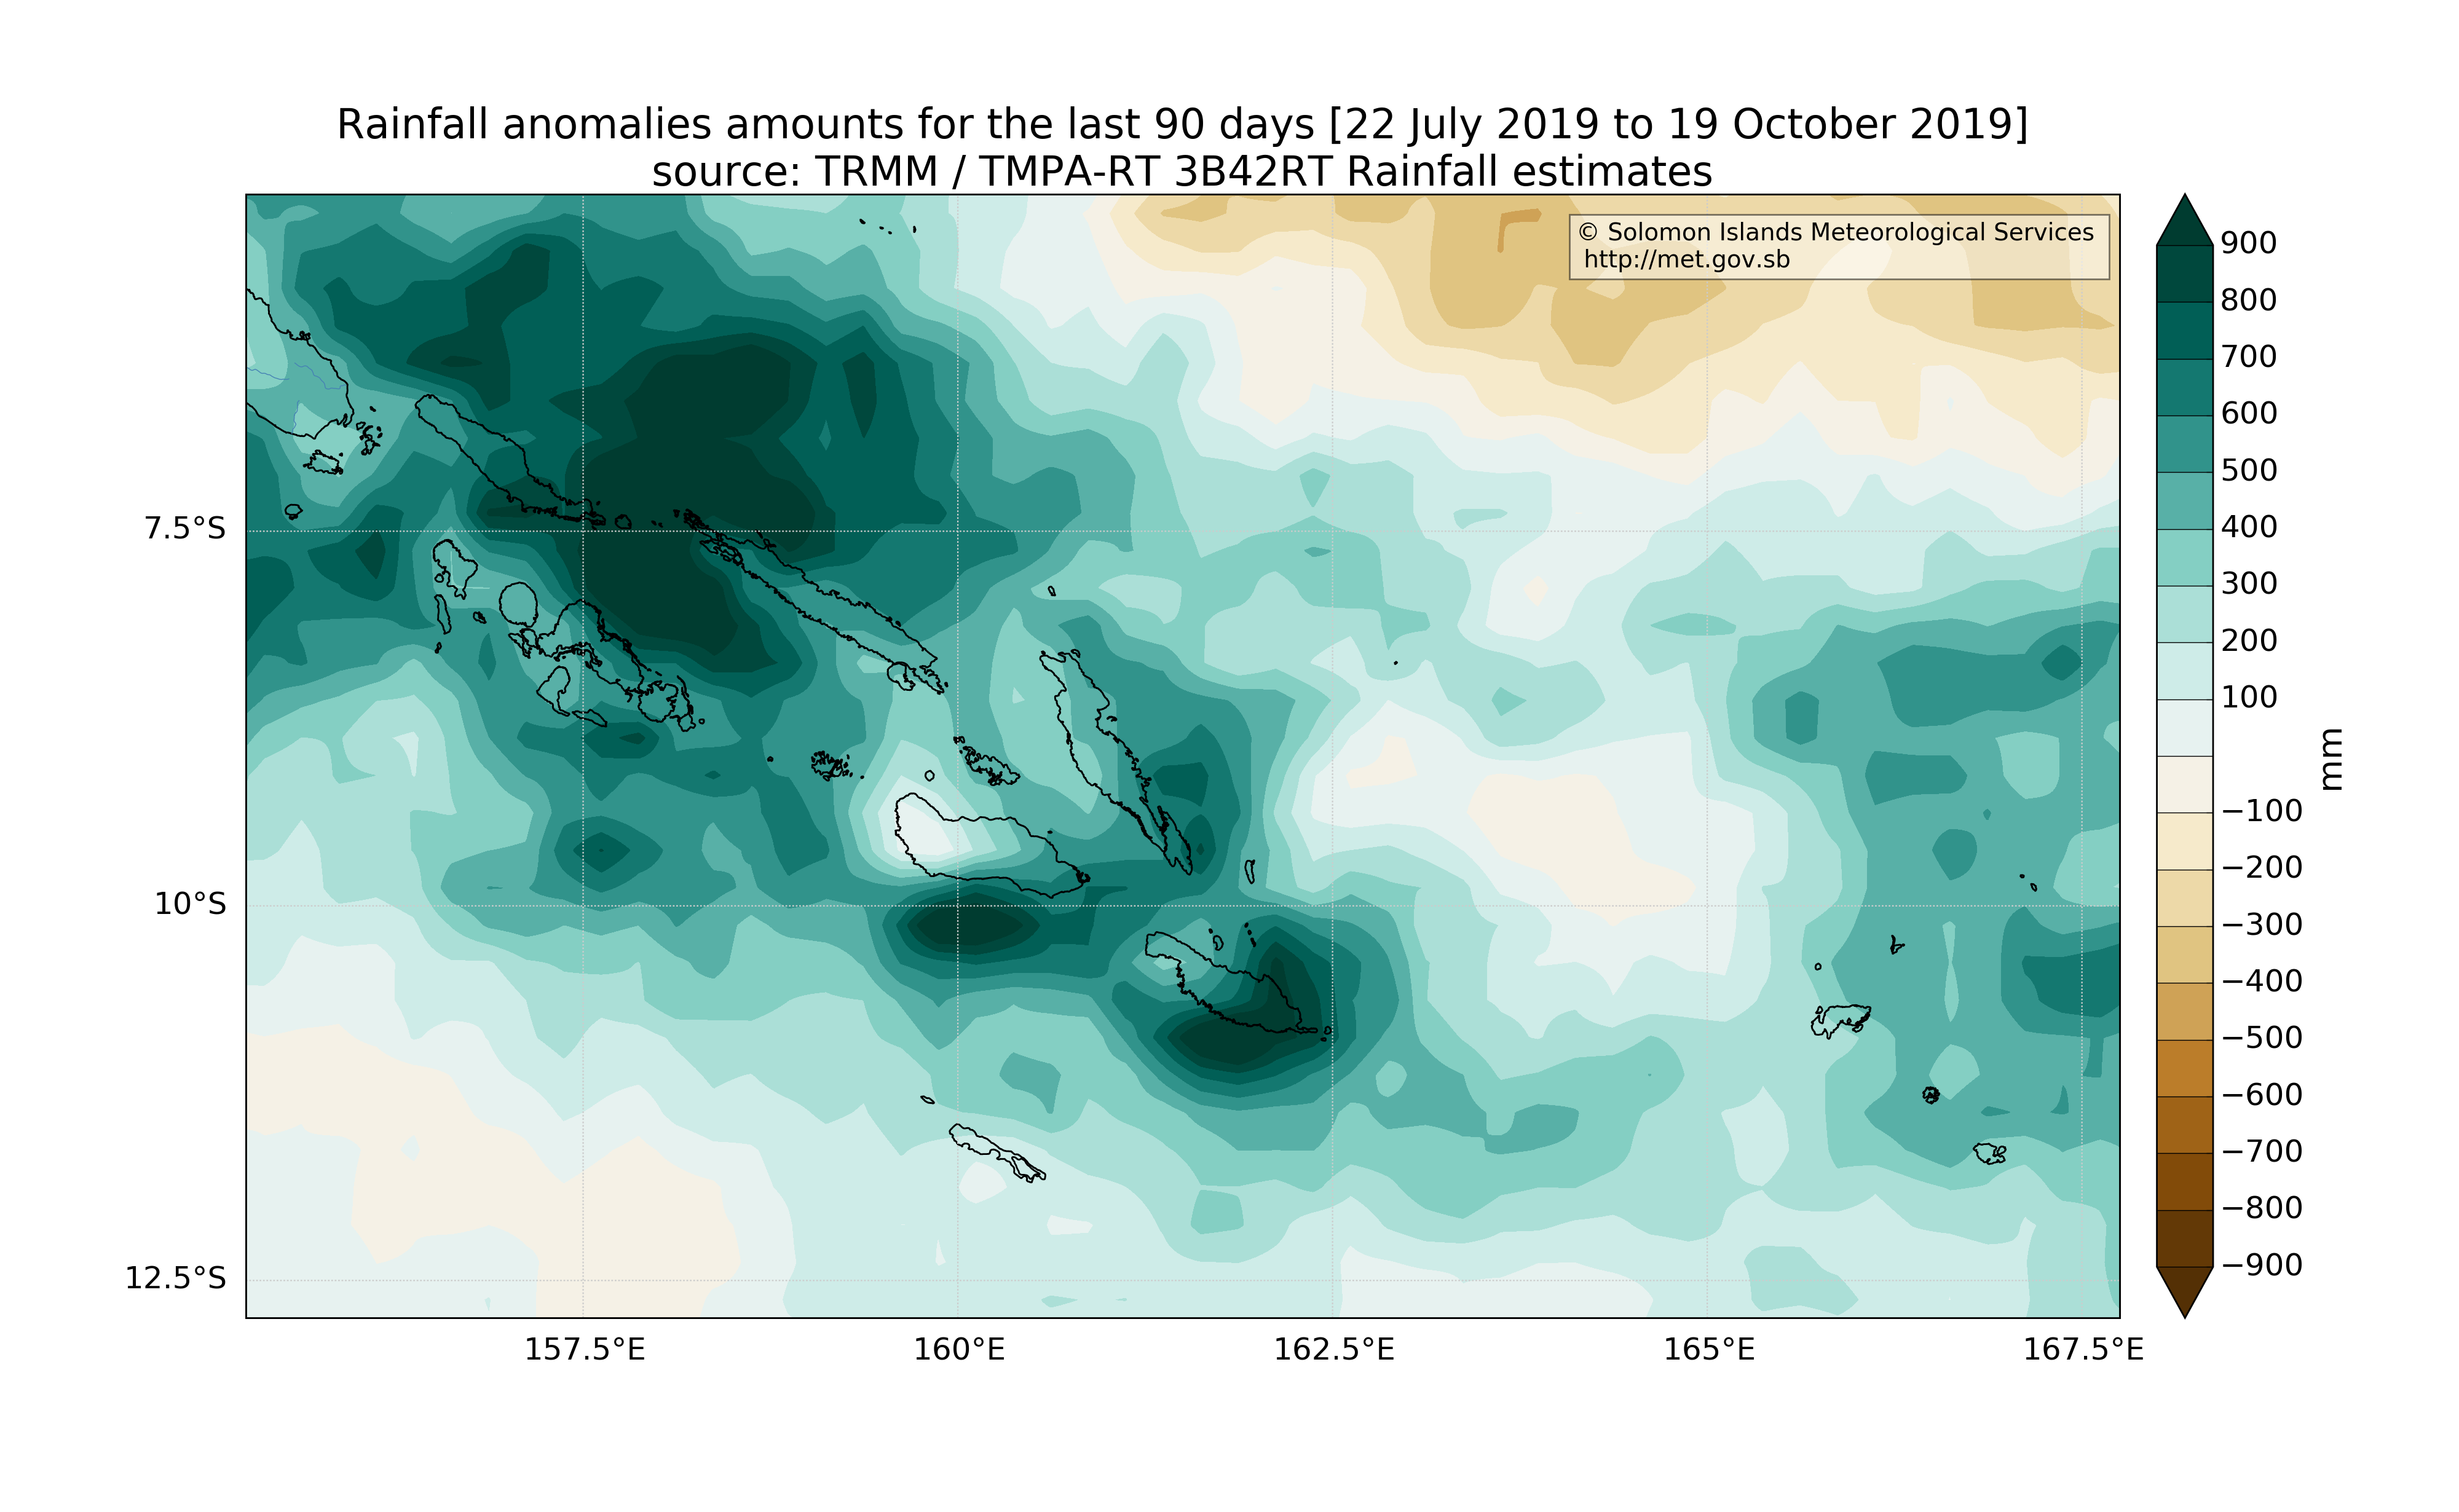 Rainfall anomalies amounts for the last 90 days [22 July 2019 to 19 October 2019]
source: TRMM / TMPA-RT 3B42RT Rainfall estimates
© Solomon Islands Meteorological Services
http://met.gov.sb
7.5°S
10°S
12.5°S
157.5°E
160°E
162.5°E
165°E
167.5°E
900
800
700
600
500
400
300
200
100
−100
−200
−300
−400
−500
−600
−700
−800
−900
mm